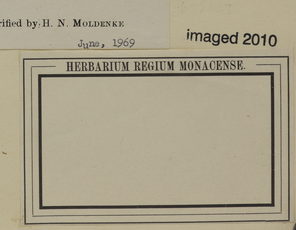 rified by: H. N. MOLDENKE
June, 1969
imaged 2010
HERBARIUM REGIUM MONACENSE.